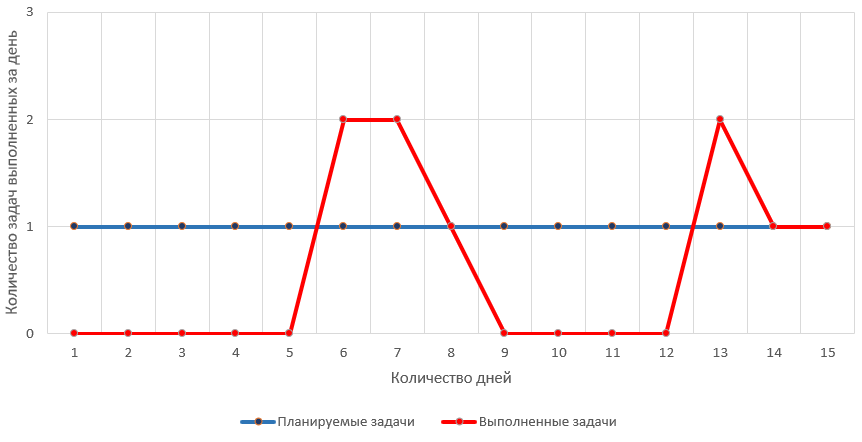 Количество задач выполненных за день
3
2
1
0
1 2 3 4 5 6 7 8 9 10 11 12 13 14 15
Количество дней
Планируемые задачи Выполненные задачи